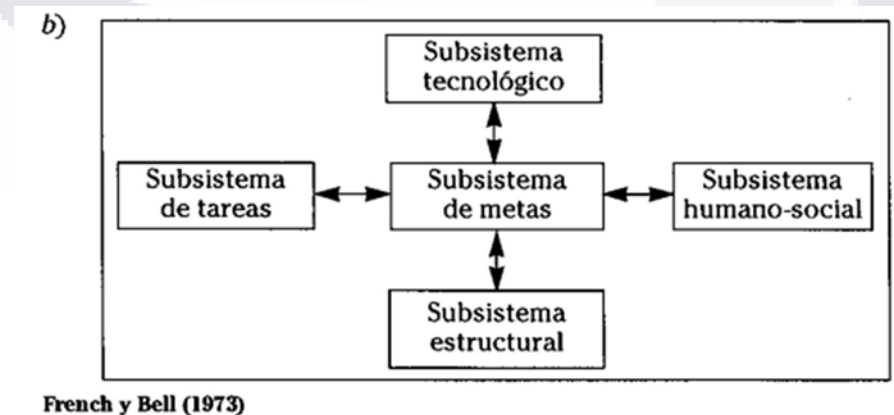 b)
Subsistema
tecnológico
Subsistema
de tareas
Subsistema
de metas
Subsistema
humano-social
Subsistema
estructural
French y Bell (1973)